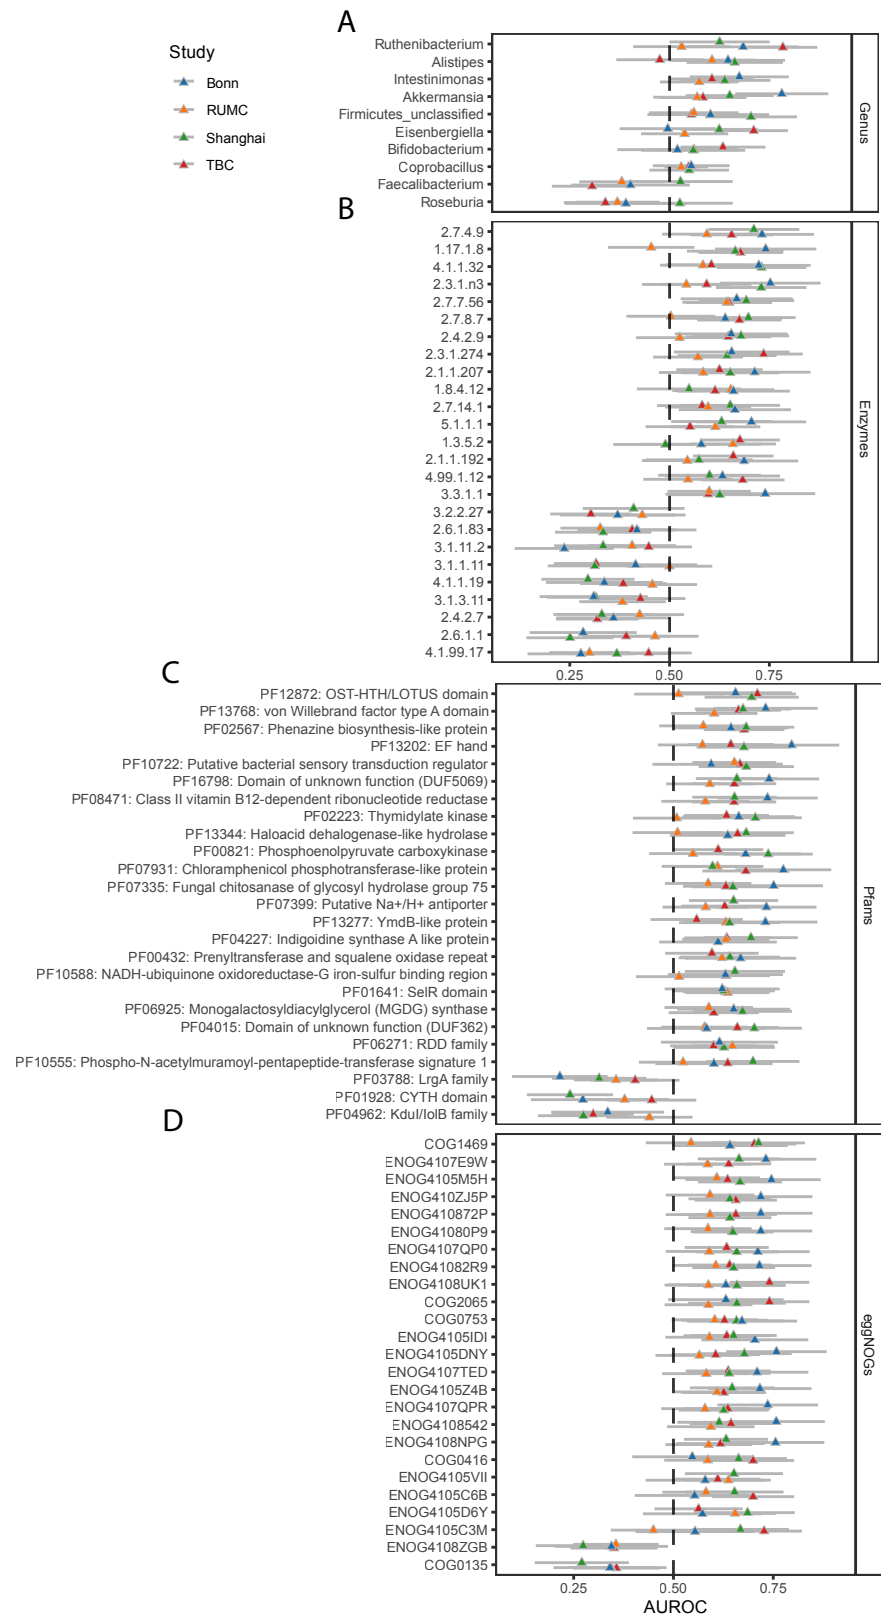 A
Study
Bonn
RUMC
Shanghai
TBC
Ruthenibacterium
Alistipes
Intestinimonas
Akkermansia
Firmicutes_unclassified
Eisenbergiella
Bifidobacterium
Coprobacillus
Faecalibacterium
Roseburia
Genus
B
2.7.4.9
1.17.1.8
4.1.1.32
2.3.1.n3
2.7.7.56
2.7.8.7
2.4.2.9
2.3.1.274
2.1.1.207
1.8.4.12
2.7.14.1
5.1.1.1
1.3.5.2
2.1.1.192
4.99.1.12
3.3.1.1
3.2.2.27
2.6.1.83
3.1.11.2
3.1.1.11
4.1.1.19
3.1.3.11
2.4.2.7
2.6.1.1
4.1.99.17
Enzymes
0.25 0.50 0.75
C
PF12872: OST-HTH/LOTUS domain
PF13768: von Willebrand factor type A domain
PF02567: Phenazine biosynthesis-like protein
PF13202: EF hand
PF10722: Putative bacterial sensory transduction regulator
PF16798: Domain of unknown function (DUF5069)
PF08471: Class II vitamin B12-dependent ribonucleotide reductase
PF02223: Thymidylate kinase
PF13344: Haloacid dehalogenase-like hydrolase
PF00821: Phosphoenolpyruvate carboxykinase
PF07931: Chloramphenicol phosphotransferase-like protein
PF07335: Fungal chitosanase of glycosyl hydrolase group 75
PF07399: Putative Na+/H+ antiporter
PF13277: YmdB-like protein
PF04227: Indigoidine synthase A like protein
PF00432: Prenyltransferase and squalene oxidase repeat
PF10588: NADH-ubiquinone oxidoreductase-G iron-sulfur binding region
PF01641: SelR domain
PF06925: Monogalactosyldiacylglycerol (MGDG) synthase
PF04015: Domain of unknown function (DUF362)
PF06271: RDD family
PF10555: Phospho-N-acetylmuramoyl-pentapeptide-transferase signature 1
PF03788: LrgA family
PF01928: CYTH domain
PF04962: KduI/IolB family
Pfams
D
COG1469
ENOG4107E9W
ENOG4105M5H
ENOG410ZJ5P
ENOG410872P
ENOG41080P9
ENOG4107QP0
ENOG41082R9
ENOG4108UK1
COG2065
COG0753
ENOG4105IDI
ENOG4105DNY
ENOG4107TED
ENOG4105Z4B
ENOG4107QPR
ENOG4108542
ENOG4108NPG
COG0416
ENOG4105VII
ENOG4105C6B
ENOG4105D6Y
ENOG4105C3M
ENOG4108ZGB
COG0135
eggNOGs
0.25 0.50 0.75
AUROC